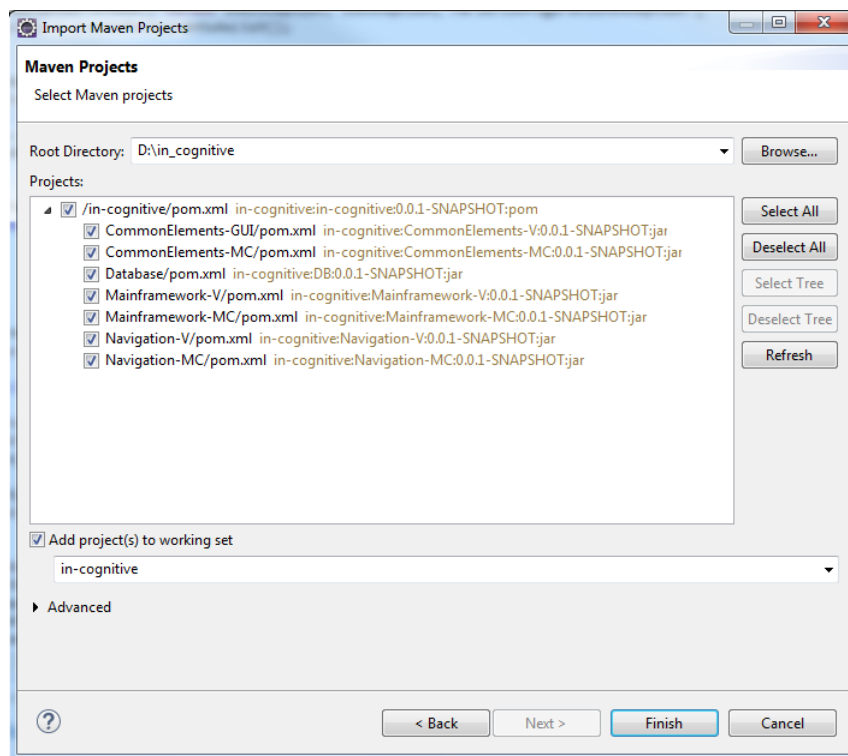 Import Maven Projects
Maven Projects
Select Maven projects
Root Directory: D:\in_cognitive Browse...
Projects:
/in-cognitive/pom.xml in-cognitive:in-cognitive:0.0.1-SNAPSHOT:pom
CommonElements-GUI/pom.xml in-cognitive:CommonElements-V:0.0.1-SNAPSHOT:jar
CommonElements-MC/pom.xml in-cognitive:CommonElements-MC:0.0.1-SNAPSHOT:jar
Database/pom.xml in-cognitive:DB:0.0.1-SNAPSHOT:jar
Mainframework-V/pom.xml in-cognitive:Mainframework-V:0.0.1-SNAPSHOT:jar
Mainframework-MC/pom.xml in-cognitive:Mainframework-MC:0.0.1-SNAPSHOT:jar
Navigation-V/pom.xml in-cognitive:Navigation-V:0.0.1-SNAPSHOT:jar
Navigation-MC/pom.xml in-cognitive:Navigation-MC:0.0.1-SNAPSHOT:jar
Select All
Deselect All
Select Tree
Deselect Tree
Refresh
Add project(s) to working set
in-cognitive
Advanced
? < Back Next > Finish Cancel